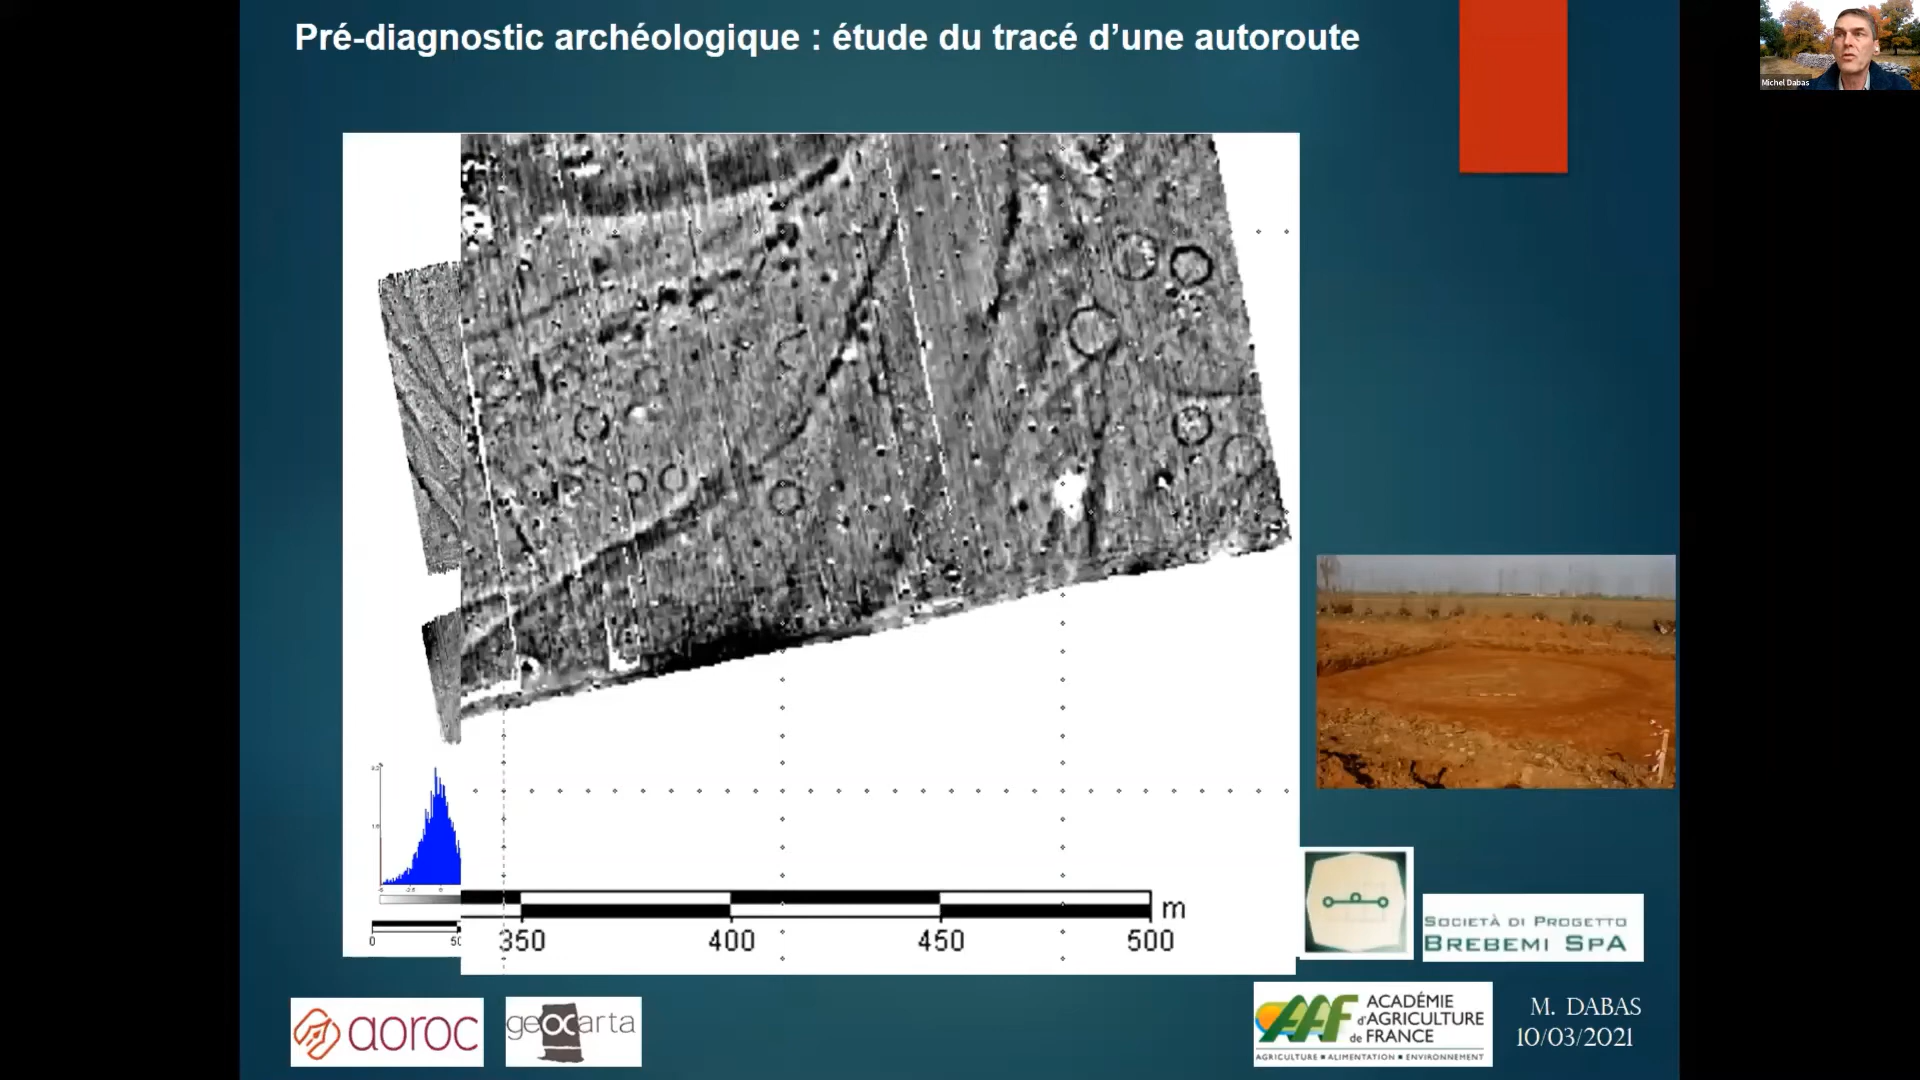 Pré-diagnostic archéologique : étude du tracé d’une autoroute
Michel Dabas
0
50
350
400
450
500
m
SOCIETÀ DI PROGETTO
BREBEMI SPA
aoroc
geocarta
AAF
ACADÉMIE
d'AGRICULTURE
de FRANCE
AGRICULTURE ■ ALIMENTATION ■ ENVIRONNEMENT
M. DABAS
10/03/2021